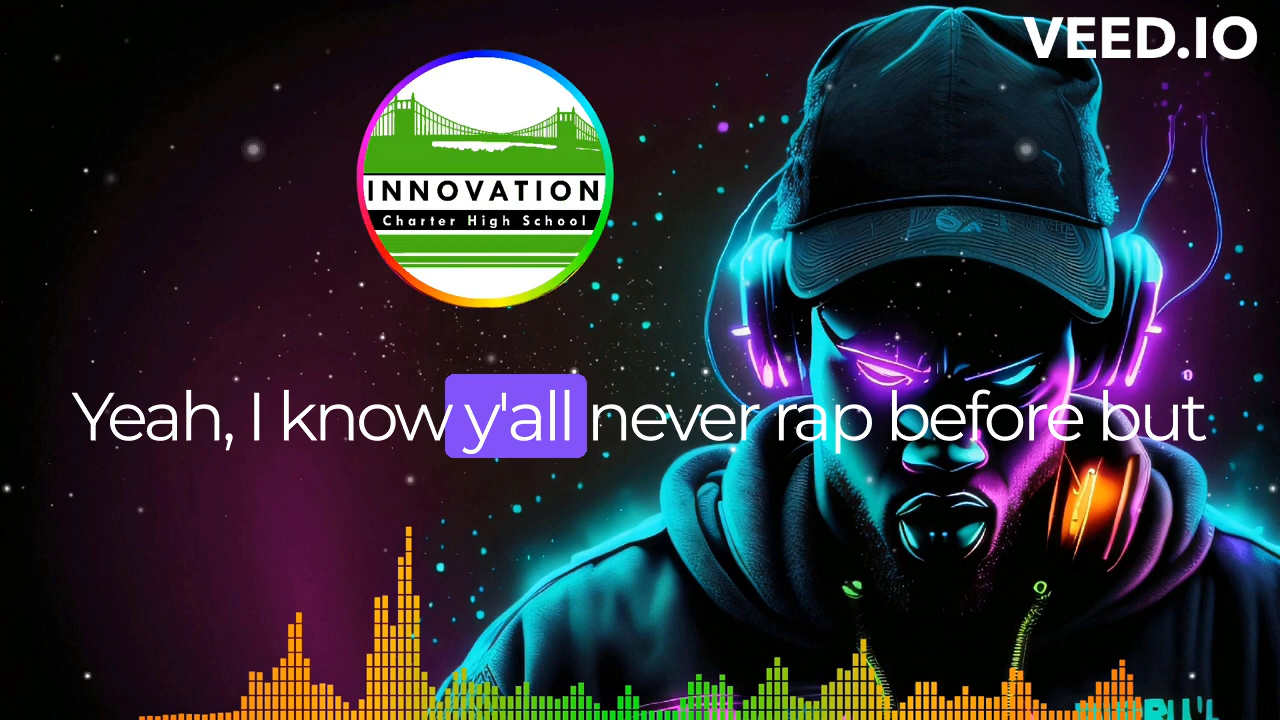 VEED.IO
INNOVATION
Charter High School
Yeah, I know y'all never rap before but